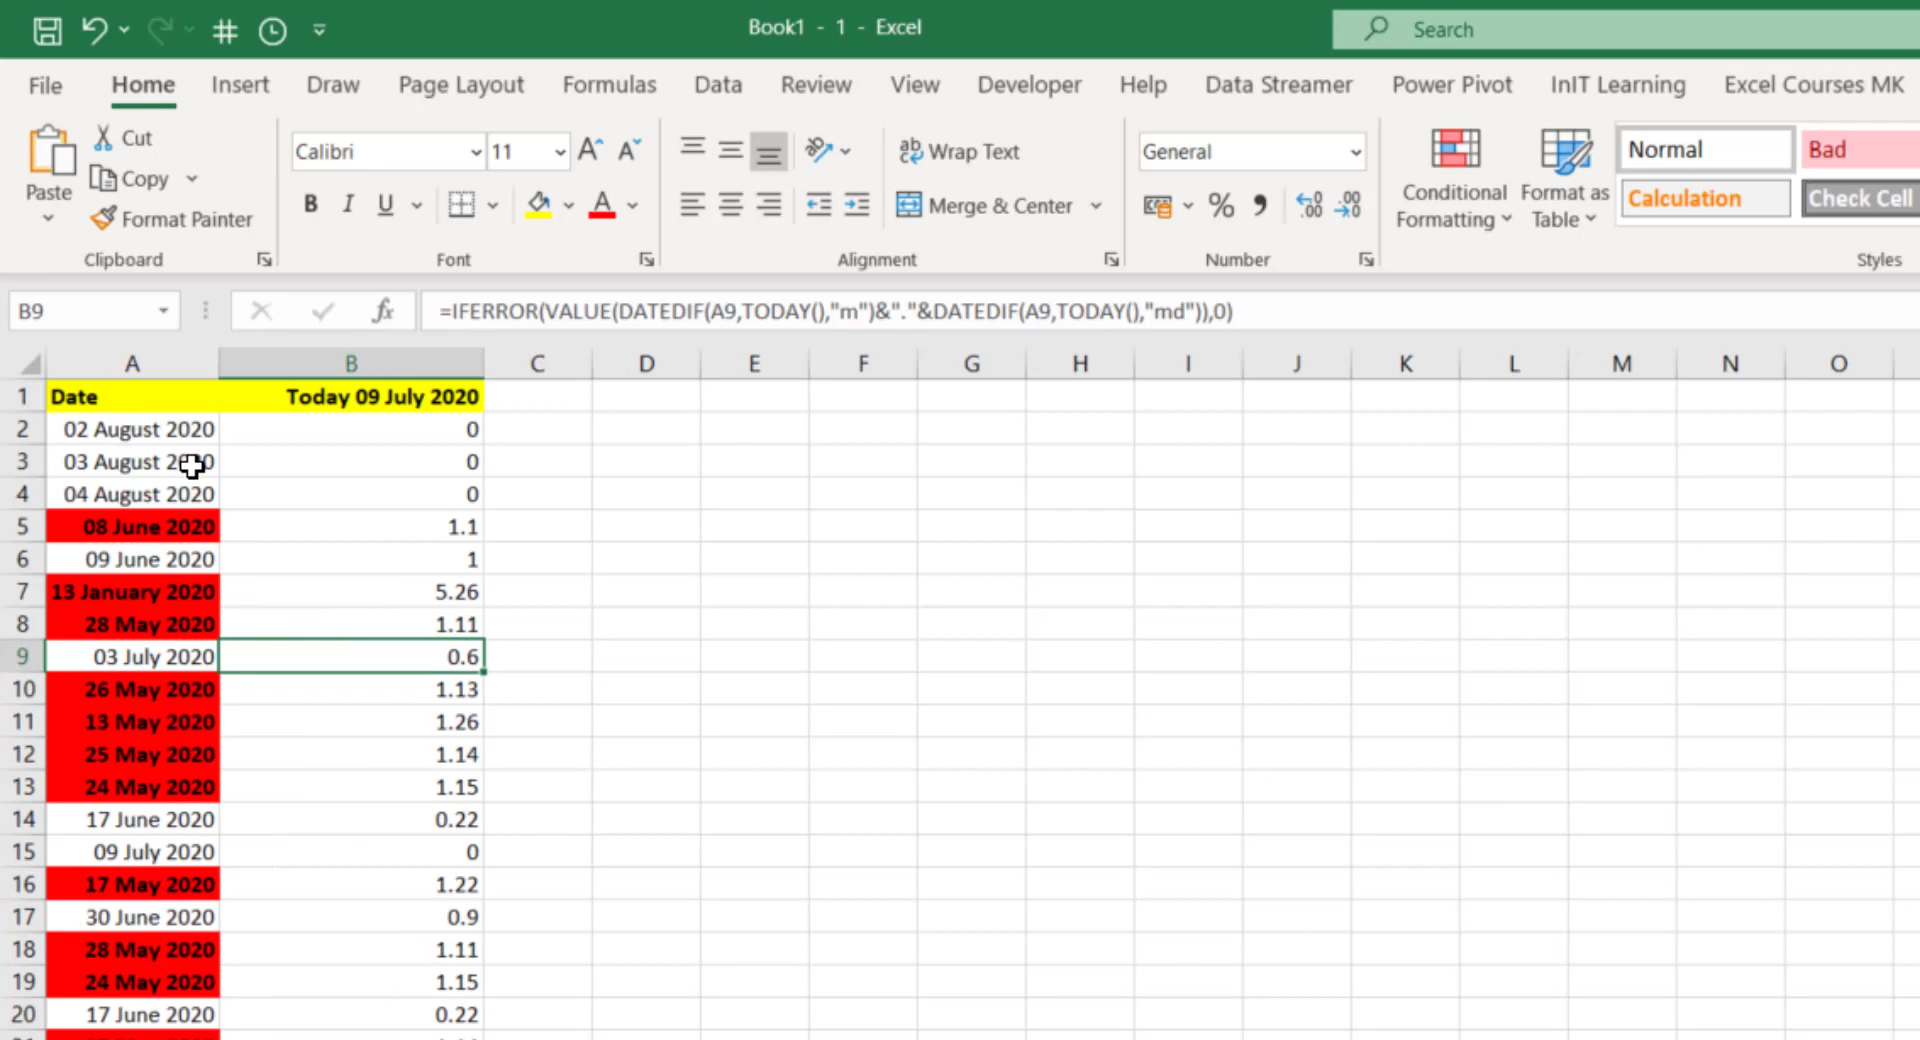 Book1 - 1 - Excel
Search
File Home Insert Draw Page Layout Formulas Data Review View Developer Help Data Streamer Power Pivot InIT Learning Excel Courses MK
Paste
Cut
Copy
Format Painter
Clipboard
Calibri 11
B I U
Font
Wrap Text
Merge & Center
Alignment
General
Number
Conditional Formatting
Format as Table
Normal Bad
Calculation Check Cell
Styles
B9 fx =IFERROR(VALUE(DATEDIF(A9,TODAY(),"m")&"."&DATEDIF(A9,TODAY(),"md")),0)
A B C D E F G H I J K L M N O
1 Date Today 09 July 2020
2 02 August 2020 0
3 03 August 2020 0
4 04 August 2020 0
5 08 June 2020 1.1
6 09 June 2020 1
7 13 January 2020 5.26
8 28 May 2020 1.11
9 03 July 2020 0.6
10 26 May 2020 1.13
11 13 May 2020 1.26
12 25 May 2020 1.14
13 24 May 2020 1.15
14 17 June 2020 0.22
15 09 July 2020 0
16 17 May 2020 1.22
17 30 June 2020 0.9
18 28 May 2020 1.11
19 24 May 2020 1.15
20 17 June 2020 0.22